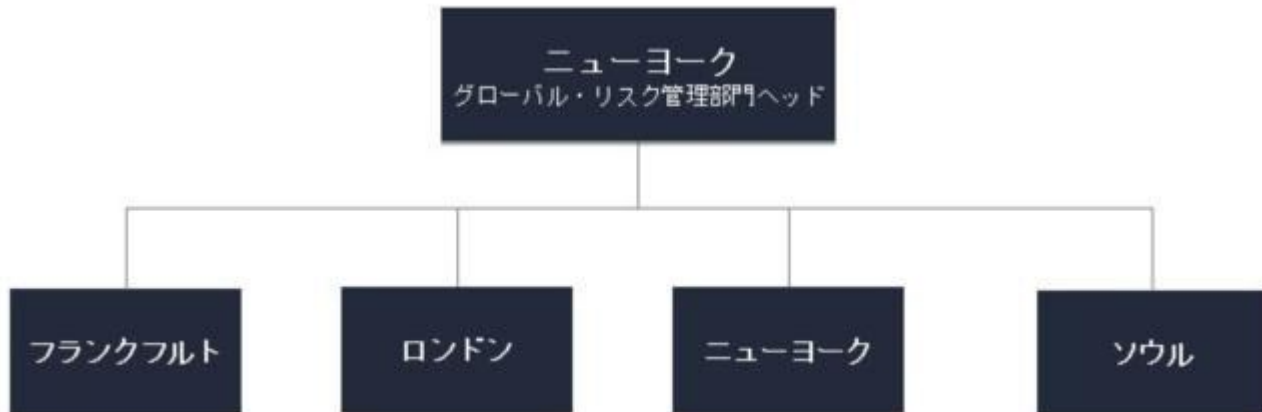 ニューヨーク
グローバル・リスク管理部門ヘッド
フランクフルト
ロンドン
ニューヨーク
ソウル